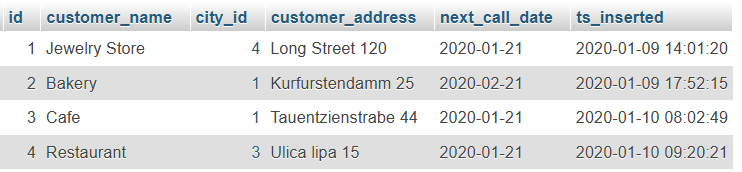 id customer_name city_id customer_address next_call_date ts_inserted
1 Jewelry Store 4 Long Street 120 2020-01-21 2020-01-09 14:01:20
2 Bakery 1 Kurfurstendamm 25 2020-02-21 2020-01-09 17:52:15
3 Cafe 1 Tauentzienstrabe 44 2020-01-21 2020-01-10 08:02:49
4 Restaurant 3 Ulica lipa 15 2020-01-21 2020-01-10 09:20:21